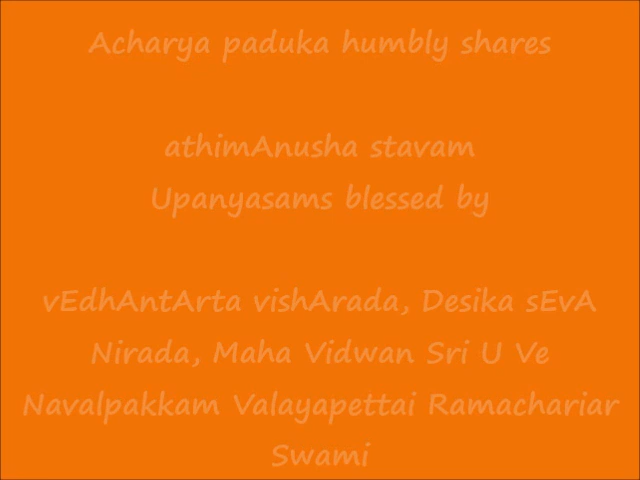 Acharya paduka humbly shares
athimAnusha stavam
Upanyasams blessed by
vEdhAntArta vishArada, Desika sEvA
Nirada, Maha Vidwan Sri U Ve
Navalpakkam Valayapettai Ramachariar
Swami